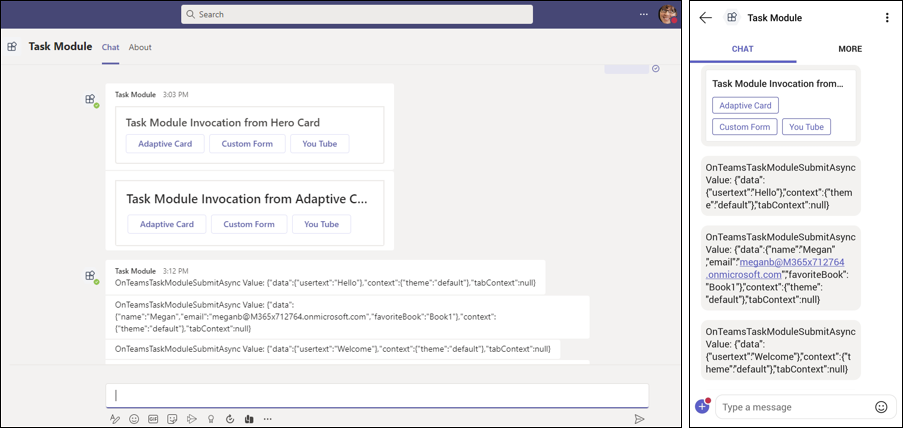 Search
Task Module
Chat
About
Task Module 3:03 PM
Task Module Invocation from Hero Card
Adaptive Card
Custom Form
You Tube
Task Module Invocation from Adaptive C...
Adaptive Card
Custom Form
You Tube
Task Module 3:12 PM
OnTeamsTaskModuleSubmitAsync Value: {"data":{"usertext":"Hello"},"context":{"theme":"default"},"tabContext":null}
OnTeamsTaskModuleSubmitAsync Value: {"data":
{"name":"Megan","email":"meganb@M365x712764.onmicrosoft.com","favoriteBook":"Book1"},"context":
{"theme":"default"},"tabContext":null}
OnTeamsTaskModuleSubmitAsync Value: {"data":{"usertext":"Welcome"},"context":{"theme":"default"},"tabContext":null}
GIF
Task Module
CHAT
MORE
Task Module Invocation from...
Adaptive Card
Custom Form
You Tube
OnTeamsTaskModuleSubmitAsync
Value: {"data":
{"usertext":"Hello"},"context":{"them
e":"default"},"tabContext":null}
OnTeamsTaskModuleSubmitAsync
Value: {"data":{"name":"Megan"
,"email":"meganb@M365x712764
.onmicrosoft.com","favoriteBook":
"Book1"},"context":{"theme":
"default"},"tabContext":null}
OnTeamsTaskModuleSubmitAsync
Value: {"data":
{"usertext":"Welcome"},"context":{"t
heme":"default"},"tabContext":null}
Type a message